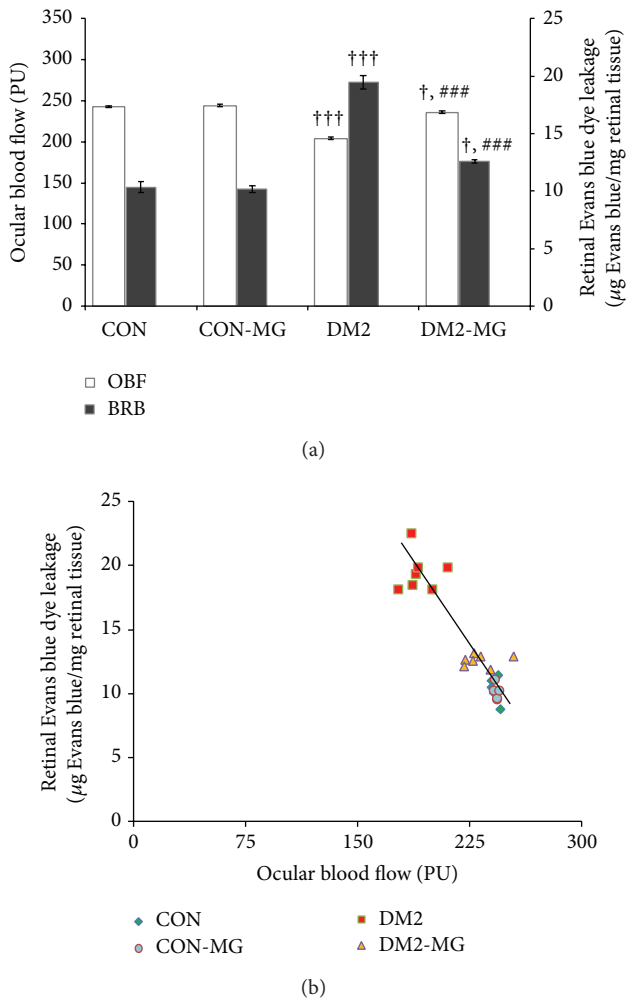 350
300
250
200
150
100
50
0
Ocular blood flow (PU)
25
20
15
10
5
0
Retinal Evans blue dye leakage
(μg Evans blue/mg retinal tissue)
†††
†††
†, ###
†, ###
CON
CON-MG
DM2
DM2-MG
OBF
BRB
(a)
25
20
15
10
5
0
Retinal Evans blue dye leakage
(μg Evans blue/mg retinal tissue)
0
75
150
225
300
Ocular blood flow (PU)
CON
DM2
CON-MG
DM2-MG
(b)